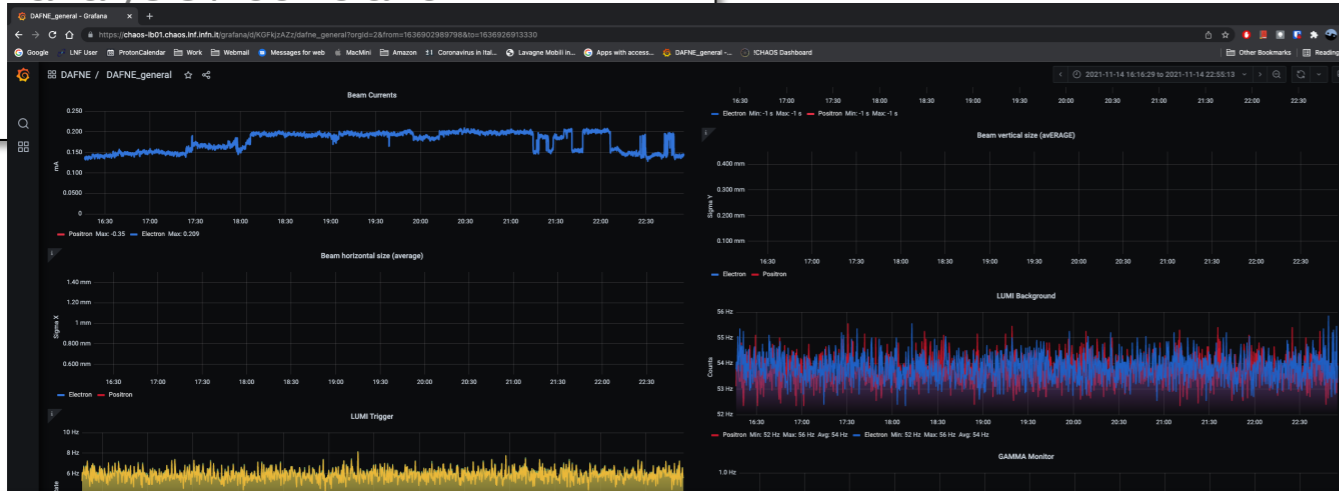 DAFNE_general - Grafana
https://chaos-lb01.chaos.lnf.infn.it/grafana/d/KGFkjzAZz/dafne_general?orgId=2&from=1636902989798&to=1636926913330
Google LNF User ProtonCalendar Work Webmail Messages for web MacMini Amazon Coronavirus in Ital... Lavagne Mobili in... Apps with access... DAFNE_general -... !CHAOS Dashboard Other Bookmarks Reading
DAFNE / DAFNE_general 2021-11-14 16:16:29 to 2021-11-14 22:55:13
Beam Currents
0.250
0.200
0.150
0.100
0.0500
0
mA
16:30 17:00 17:30 18:00 18:30 19:00 19:30 20:00 20:30 21:00 21:30 22:00 22:30
Positron Max: -0.35 Electron Max: 0.209
Beam horizontal size (average)
1.40 mm
1.20 mm
1 mm
0.800 mm
0.600 mm
Sigma X
16:30 17:00 17:30 18:00 18:30 19:00 19:30 20:00 20:30 21:00 21:30 22:00 22:30
Electron Positron
LUMI Trigger
10 Hz
8 Hz
6 Hz
16:30 17:00 17:30 18:00 18:30 19:00 19:30 20:00 20:30 21:00 21:30 22:00 22:30
Electron Min: -1 s Max: -1 s Positron Min: -1 s Max: -1 s
Beam vertical size (avERAGE)
0.400 mm
0.300 mm
0.200 mm
0.100 mm
Sigma Y
16:30 17:00 17:30 18:00 18:30 19:00 19:30 20:00 20:30 21:00 21:30 22:00 22:30
Electron Positron
LUMI Background
56 Hz
55 Hz
54 Hz
53 Hz
52 Hz
Counts
16:30 17:00 17:30 18:00 18:30 19:00 19:30 20:00 20:30 21:00 21:30 22:00 22:30
Positron Min: 52 Hz Max: 56 Hz Avg: 54 Hz Electron Min: 52 Hz Max: 56 Hz Avg: 54 Hz
GAMMA Monitor
1.0 Hz